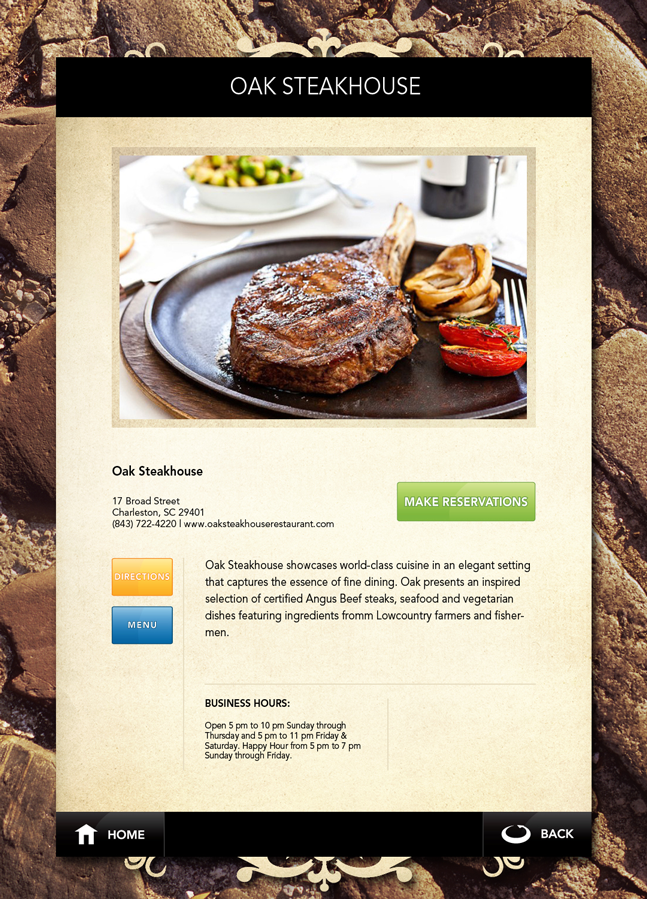 OAK STEAKHOUSE
Oak Steakhouse
17 Broad Street
Charleston, SC 29401
(843) 722-4220 | www.oaksteakhouserestaurant.com
MAKE RESERVATIONS
DIRECTIONS
MENU
Oak Steakhouse showcases world-class cuisine in an elegant setting
that captures the essence of fine dining. Oak presents an inspired
selection of certified Angus Beef steaks, seafood and vegetarian
dishes featuring ingredients fromm Lowcountry farmers and fisher-
men.
BUSINESS HOURS:
Open 5 pm to 10 pm Sunday through
Thursday and 5 pm to 11 pm Friday &
Saturday. Happy Hour from 5 pm to 7 pm
Sunday through Friday.
HOME
BACK